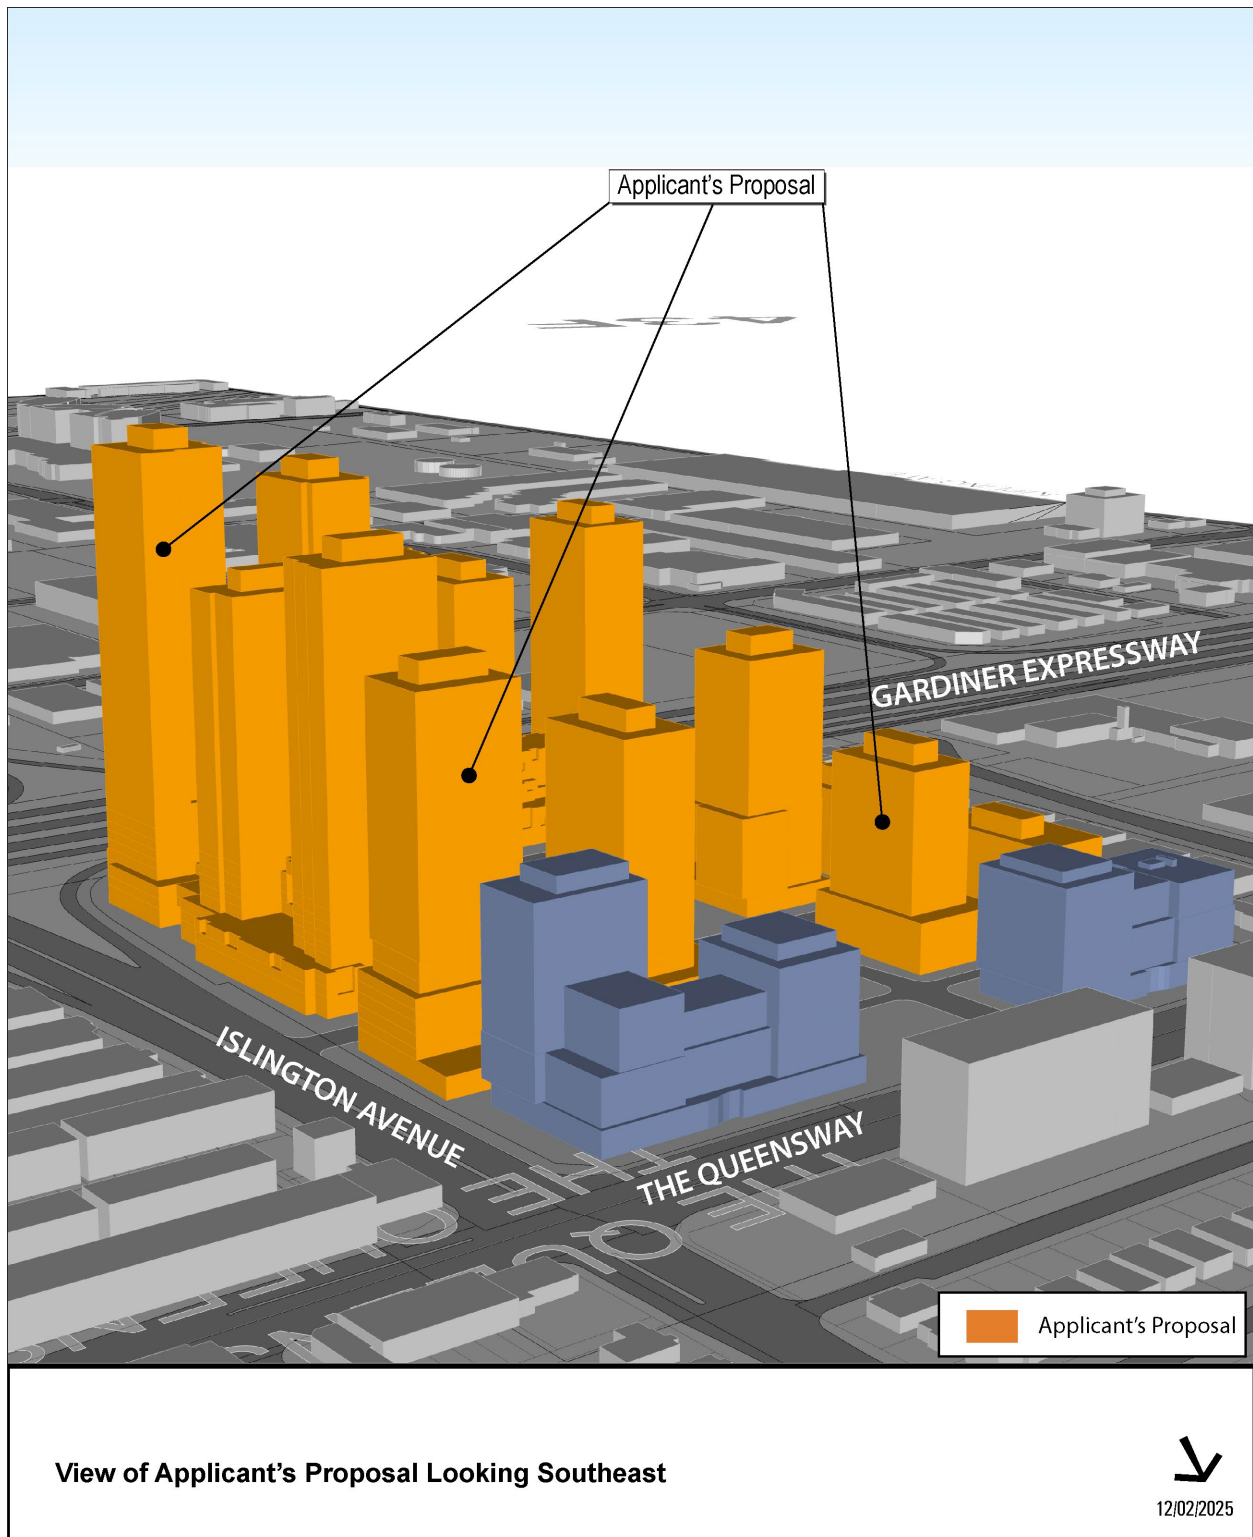 Applicant's Proposal
GARDINER EXPRESSWAY
ISLINGTON AVENUE
THE QUEENSWAY
Applicant's Proposal
View of Applicant's Proposal Looking Southeast
12/02/2025